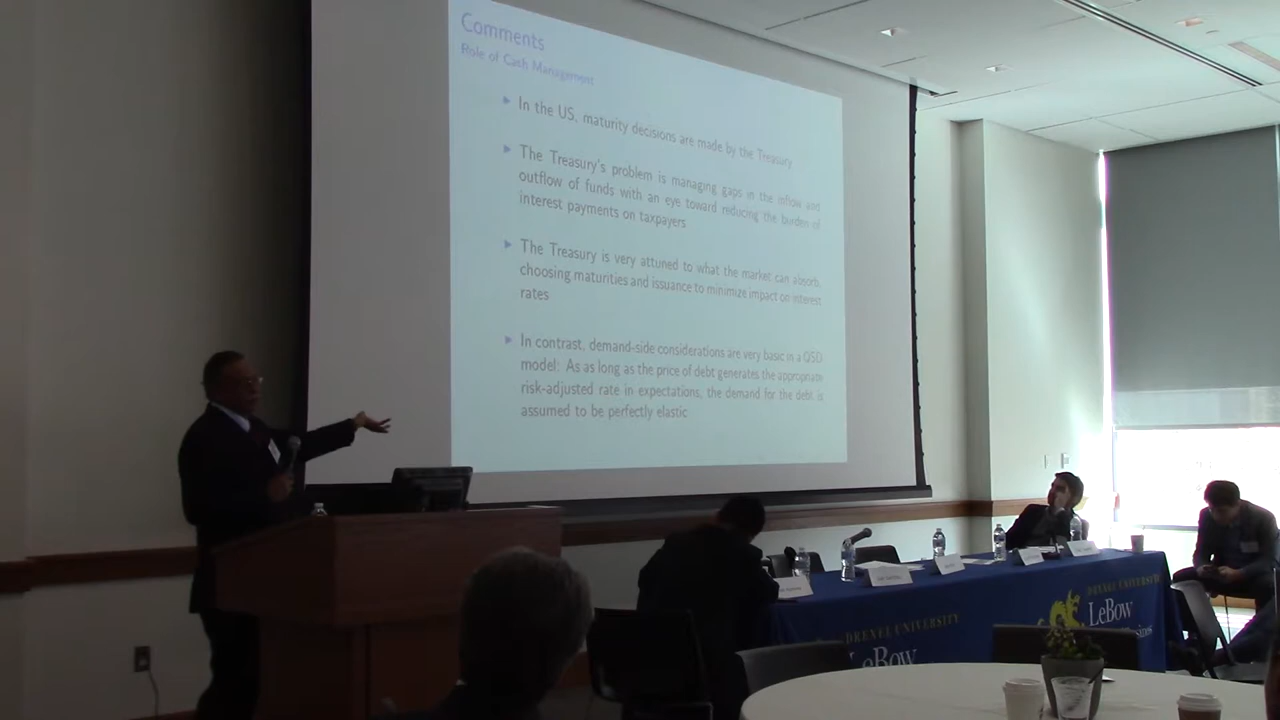 Comments
Role of Cash Management
In the US, maturity decisions are made by the Treasury
The Treasury's problem is managing gaps in the inflow and
outflow of funds with an eye toward reducing the burden of
interest payments on taxpayers
The Treasury is very attuned to what the market can absorb,
choosing maturities and issuance to minimize impact on interest
rates
In contrast, demand-side considerations are very basic in a QSD
model: As as long as the price of debt generates the appropriate
risk-adjusted rate in expectations, the demand for the debt is
assumed to be perfectly elastic
DREXEL UNIVERSITY
LeBow
DREXEL UNIVERSITY
LeBow